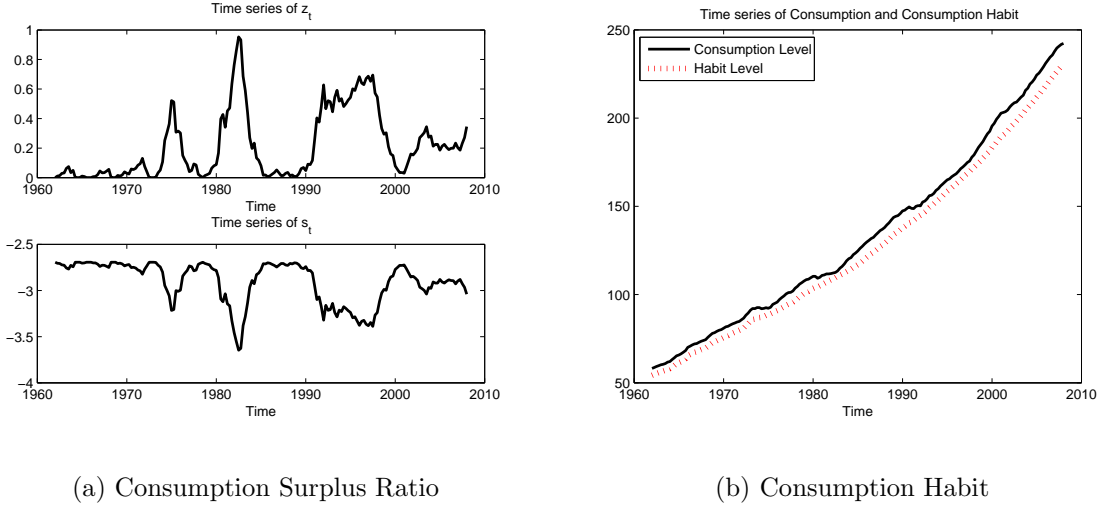 Time series of z_t
1
0.8
0.6
0.4
0.2
0
1960 1970 1980 1990 2000 2010
Time
Time series of s_t
−2.5
−3
−3.5
−4
1960 1970 1980 1990 2000 2010
Time
(a) Consumption Surplus Ratio
Time series of Consumption and Consumption Habit
Consumption Level
Habit Level
250
200
150
100
50
1960 1970 1980 1990 2000 2010
Time
(b) Consumption Habit